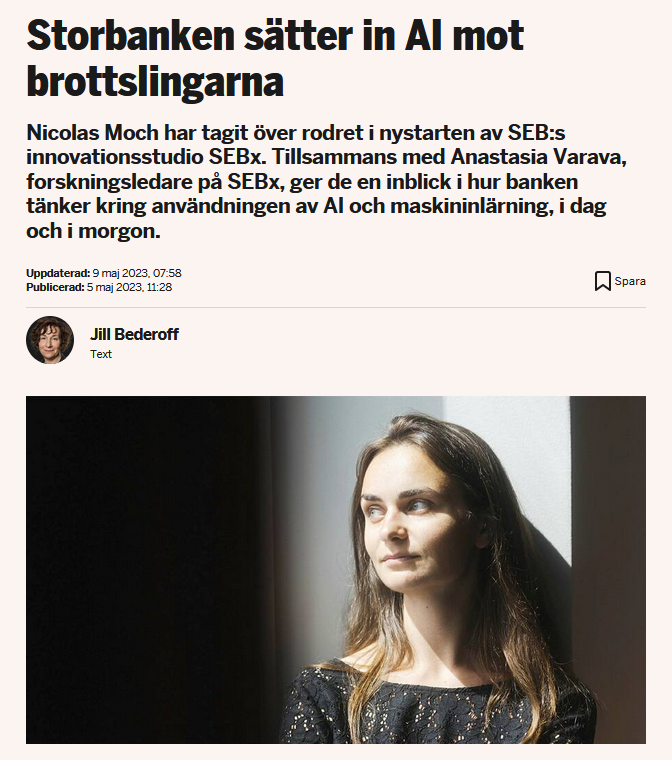 Storbanken sätter in AI mot
brottslingarna
Nicolas Moch har tagit över rodret i nystarten av SEB:s
innovationsstudio SEBx. Tillsammans med Anastasia Varava,
forskningsledare på SEBx, ger de en inblick i hur banken
tänker kring användningen av AI och maskininlärning, i dag
och i morgon.
Uppdaterad: 9 maj 2023, 07:58
Publicerad: 5 maj 2023, 11:28
Spara
Jill Bederoff
Text